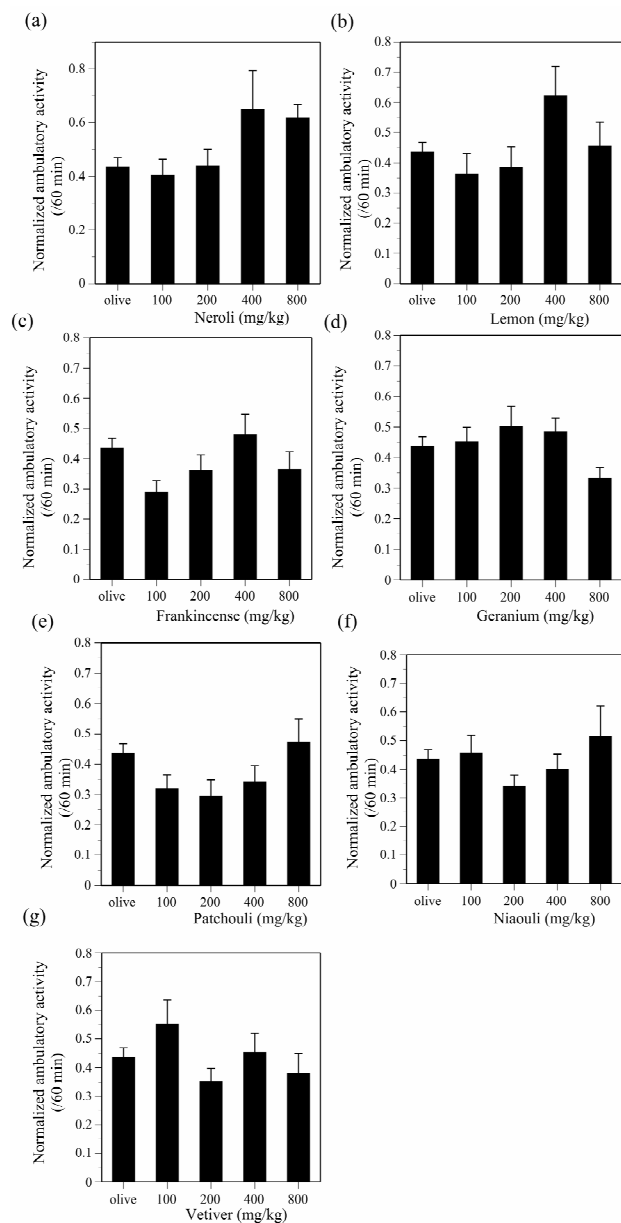 (a)
Normalized ambulatory activity
(/60 min)
0.8
0.6
0.4
0.2
0
olive 100 200 400 800
Neroli (mg/kg)
(b)
Normalized ambulatory activity
(/60 min)
0.8
0.7
0.6
0.5
0.4
0.3
0.2
0.1
0
olive 100 200 400 800
Lemon (mg/kg)
(c)
Normalized ambulatory activity
(/60 min)
0.8
0.7
0.6
0.5
0.4
0.3
0.2
0.1
0
olive 100 200 400 800
Frankincense (mg/kg)
(d)
Normalized ambulatory activity
(/60 min)
0.8
0.7
0.6
0.5
0.4
0.3
0.2
0.1
0
olive 100 200 400 800
Geranium (mg/kg)
(e)
Normalized ambulatory activity
(/60 min)
0.8
0.7
0.6
0.5
0.4
0.3
0.2
0.1
0
olive 100 200 400 800
Patchouli (mg/kg)
(f)
Normalized ambulatory activity
(/60 min)
0.8
0.7
0.6
0.5
0.4
0.3
0.2
0.1
0
olive 100 200 400 800
Niaouli (mg/kg)
(g)
Normalized ambulatory activity
(/60 min)
0.8
0.7
0.6
0.5
0.4
0.3
0.2
0.1
0
olive 100 200 400 800
Vetiver (mg/kg)